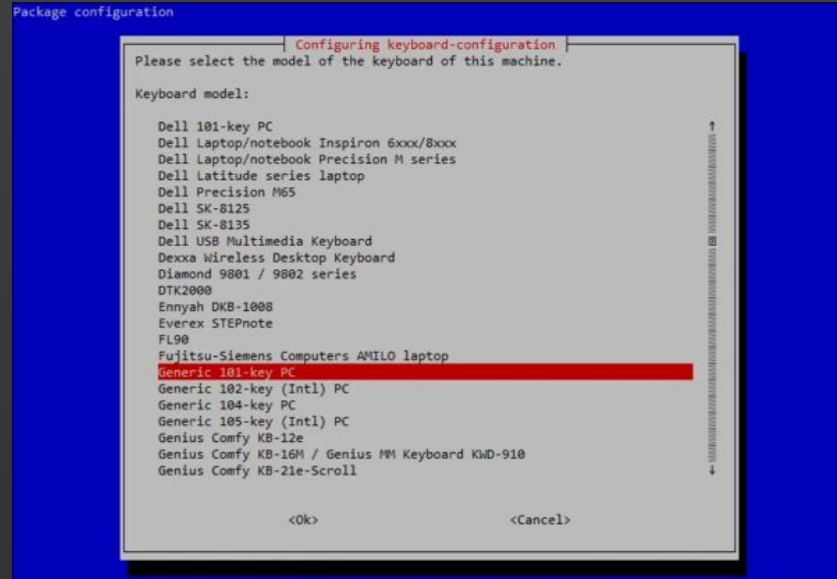 Package configuration
Configuring keyboard-configuration
Please select the model of the keyboard of this machine.
Keyboard model:
Dell 101-key PC
Dell Laptop/notebook Inspiron 6xxx/8xxx
Dell Laptop/notebook Precision M series
Dell Latitude series laptop
Dell Precision M65
Dell SK-8125
Dell SK-8135
Dell USB Multimedia Keyboard
Dexxa Wireless Desktop Keyboard
Diamond 9801 / 9802 series
DTK2000
Ennyah DKB-1008
Everex STEPnote
FL90
Fujitsu-Siemens Computers AMILO laptop
Generic 101-key PC
Generic 102-key (Intl) PC
Generic 104-key PC
Generic 105-key (Intl) PC
Genius Comfy KB-12e
Genius Comfy KB-16M / Genius MM Keyboard KWD-910
Genius Comfy KB-21e-Scroll
<Ok> <Cancel>